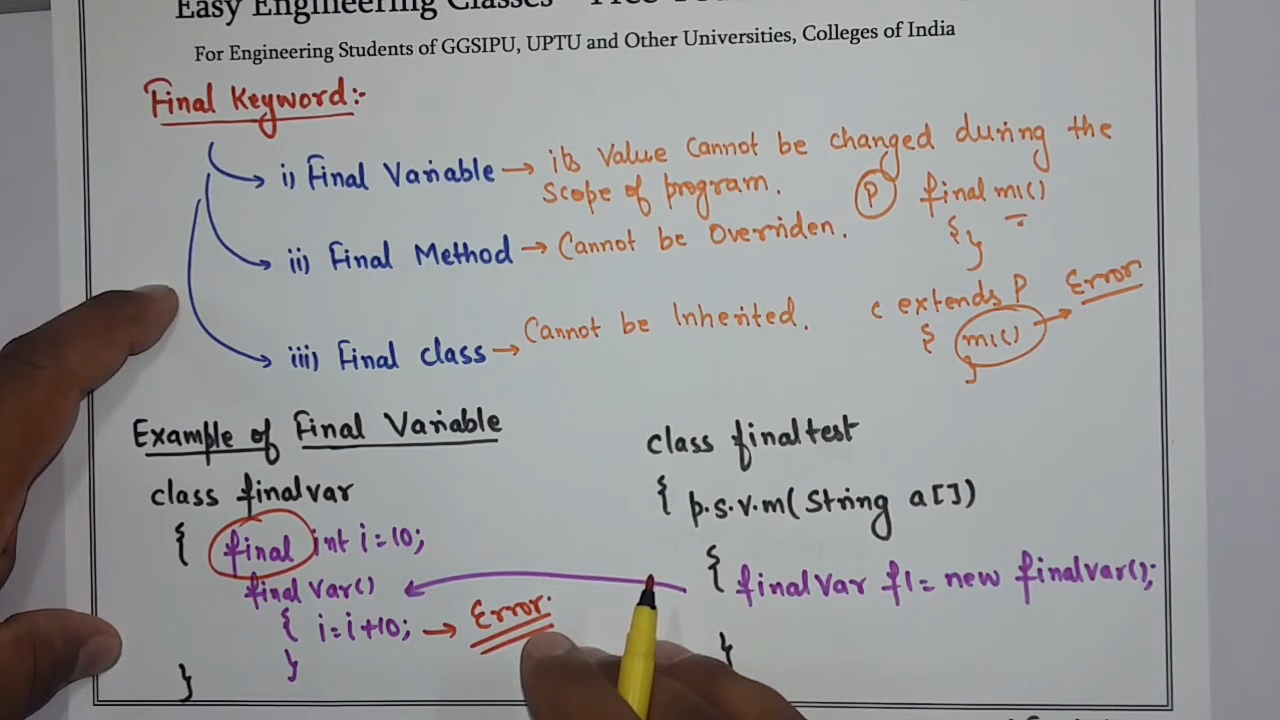 Easy Engineering Classes
For Engineering Students of GGSIPU, UPTU and Other Universities, Colleges of India
Final Keyword:-
i) Final Variable → its value cannot be changed during the
scope of program.
ii) Final Method → Cannot be Overriden.
P final m1()
{ }
iii) Final class → Cannot be Inherited.
c extends P
{ m1() → Error
}
Example of Final Variable
class finalvar
{ final int i=10;
finalvar()
{ i=i+10; → Error.
}
}
class finaltest
{ p.s.v.m(String a[])
{ finalvar f1= new finalvar();
}